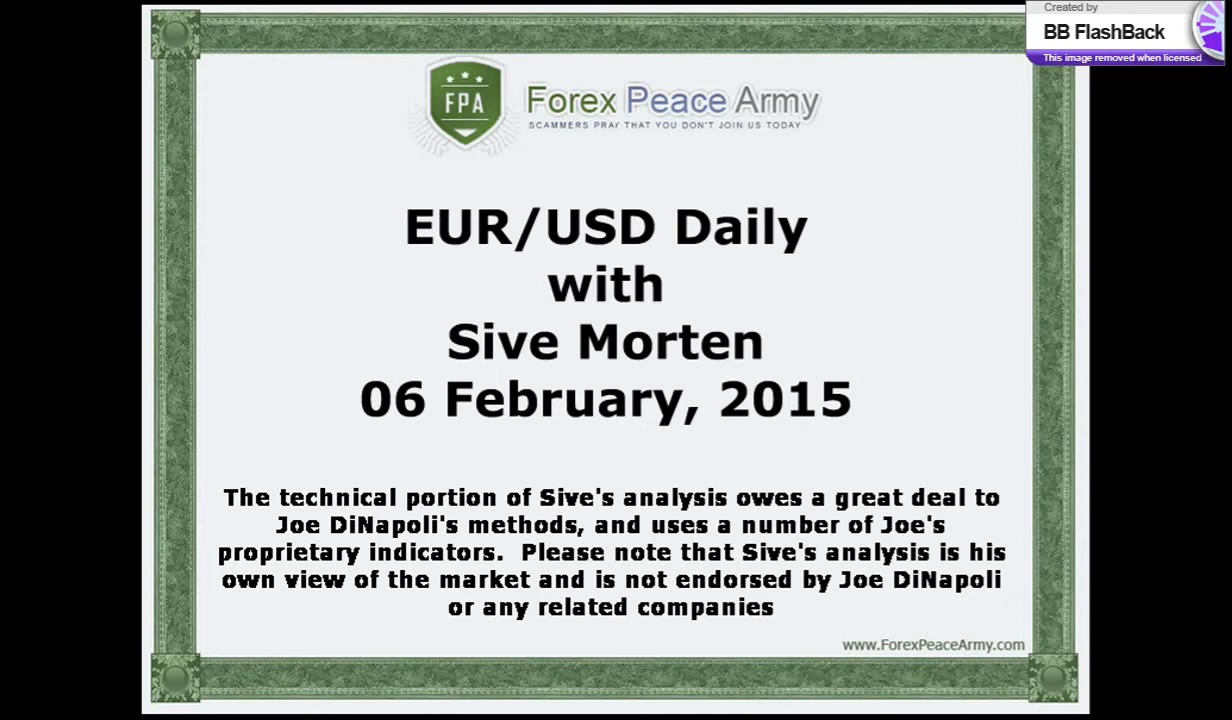 Created by
BB FlashBack
This image removed when licensed
FPA
Forex Peace Army
SCAMMERS PRAY THAT YOU DON'T JOIN US TODAY
EUR/USD Daily
with
Sive Morten
06 February, 2015
The technical portion of Sive's analysis owes a great deal to
Joe DiNapoli's methods, and uses a number of Joe's
proprietary indicators.  Please note that Sive's analysis is his
own view of the market and is not endorsed by Joe DiNapoli
or any related companies
www.ForexPeaceArmy.com